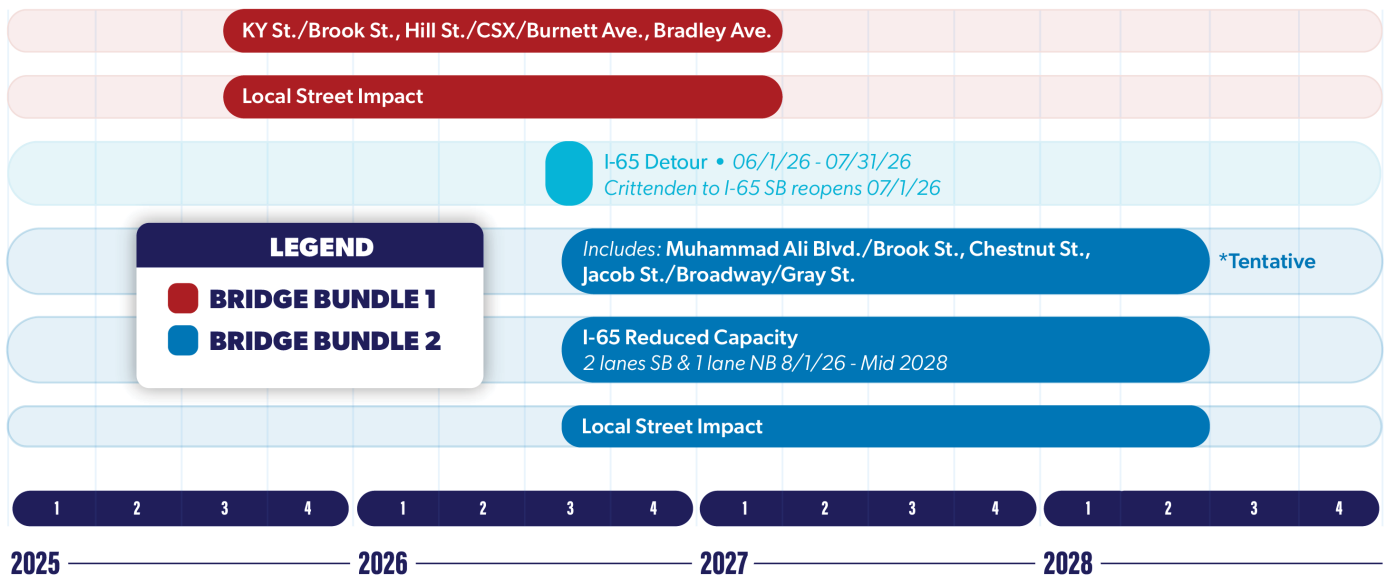 KY St./Brook St., Hill St./CSX/Burnett Ave., Bradley Ave.
Local Street Impact
I-65 Detour • 06/1/26 - 07/31/26
Crittenden to I-65 SB reopens 07/1/26
Includes: Muhammad Ali Blvd./Brook St., Chestnut St.,
Jacob St./Broadway/Gray St.
*Tentative
LEGEND
BRIDGE BUNDLE 1
BRIDGE BUNDLE 2
I-65 Reduced Capacity
2 lanes SB & 1 lane NB 8/1/26 - Mid 2028
Local Street Impact
1 2 3 4 1 2 3 4 1 2 3 4 1 2 3 4
2025 2026 2027 2028